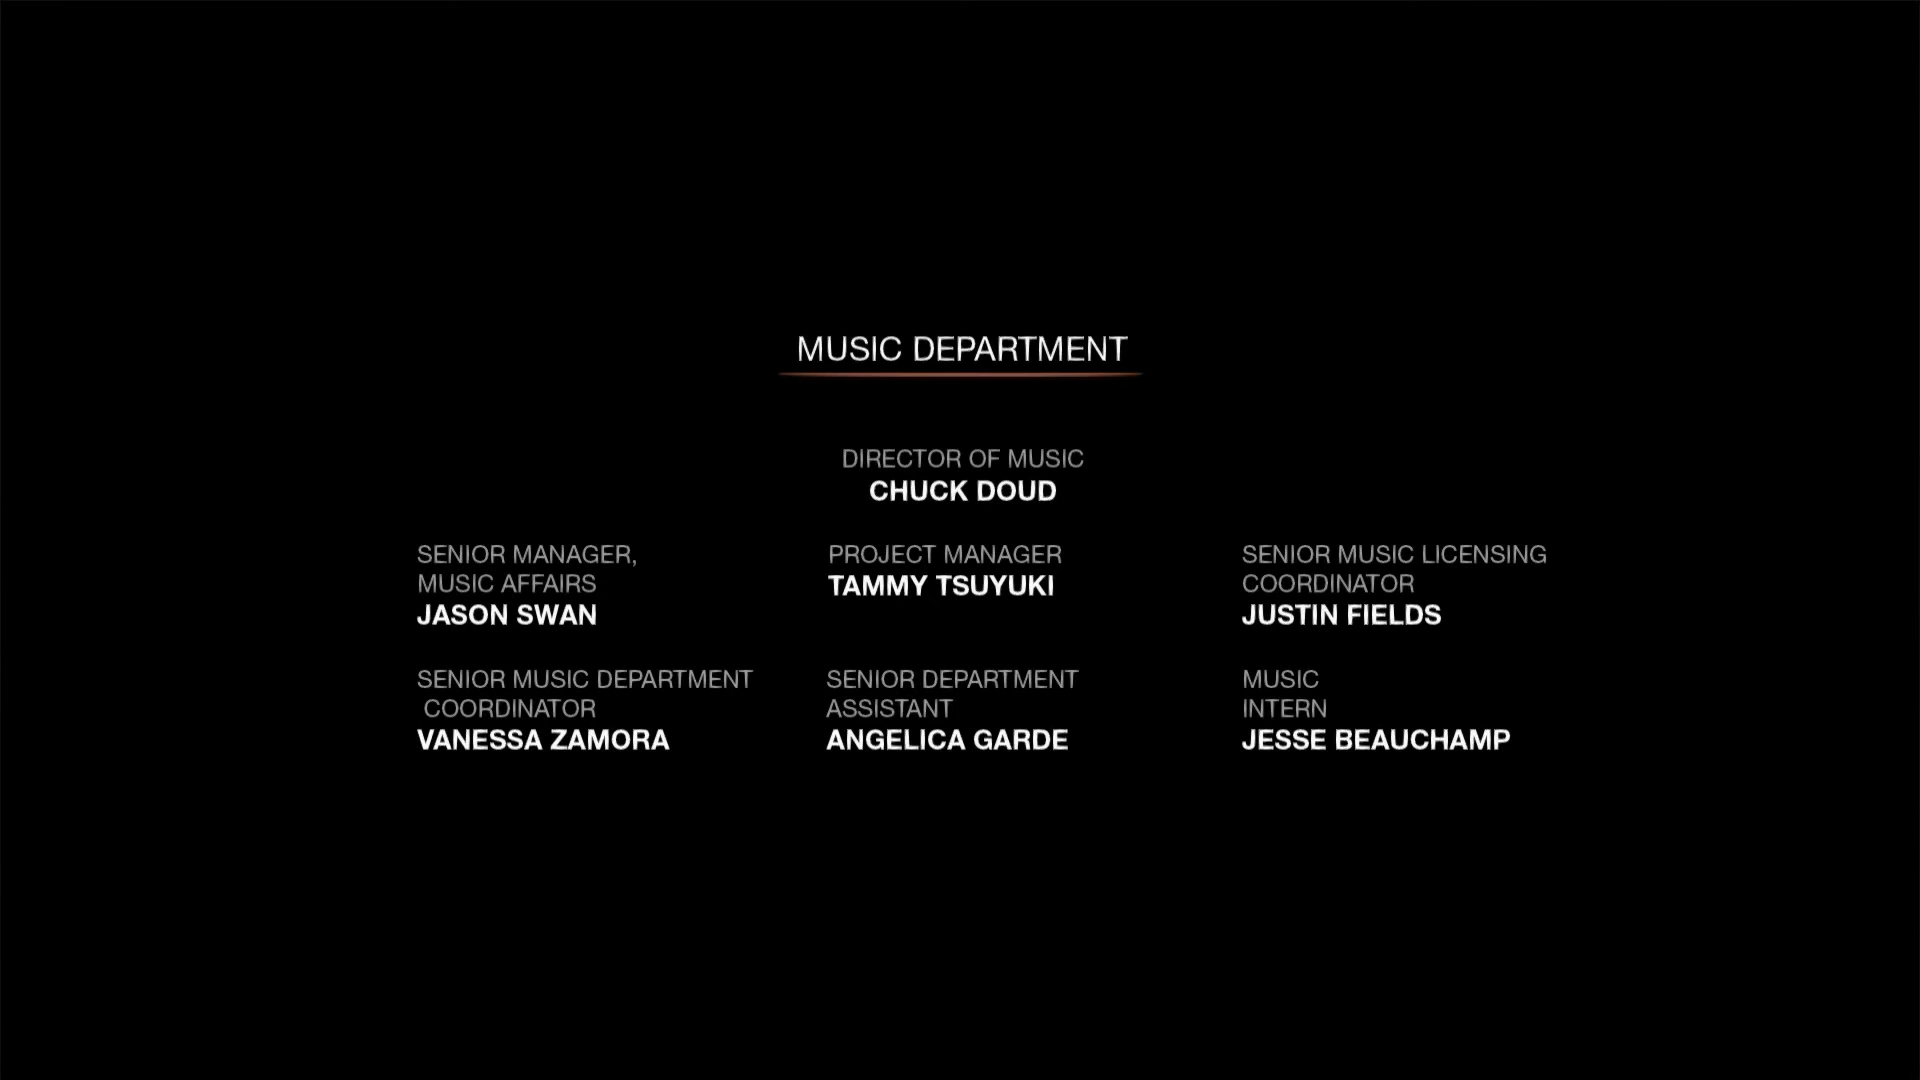 MUSIC DEPARTMENT
DIRECTOR OF MUSIC
CHUCK DOUD
SENIOR MANAGER,
MUSIC AFFAIRS
JASON SWAN
PROJECT MANAGER
TAMMY TSUYUKI
SENIOR MUSIC LICENSING
COORDINATOR
JUSTIN FIELDS
SENIOR MUSIC DEPARTMENT
COORDINATOR
VANESSA ZAMORA
SENIOR DEPARTMENT
ASSISTANT
ANGELICA GARDE
MUSIC
INTERN
JESSE BEAUCHAMP